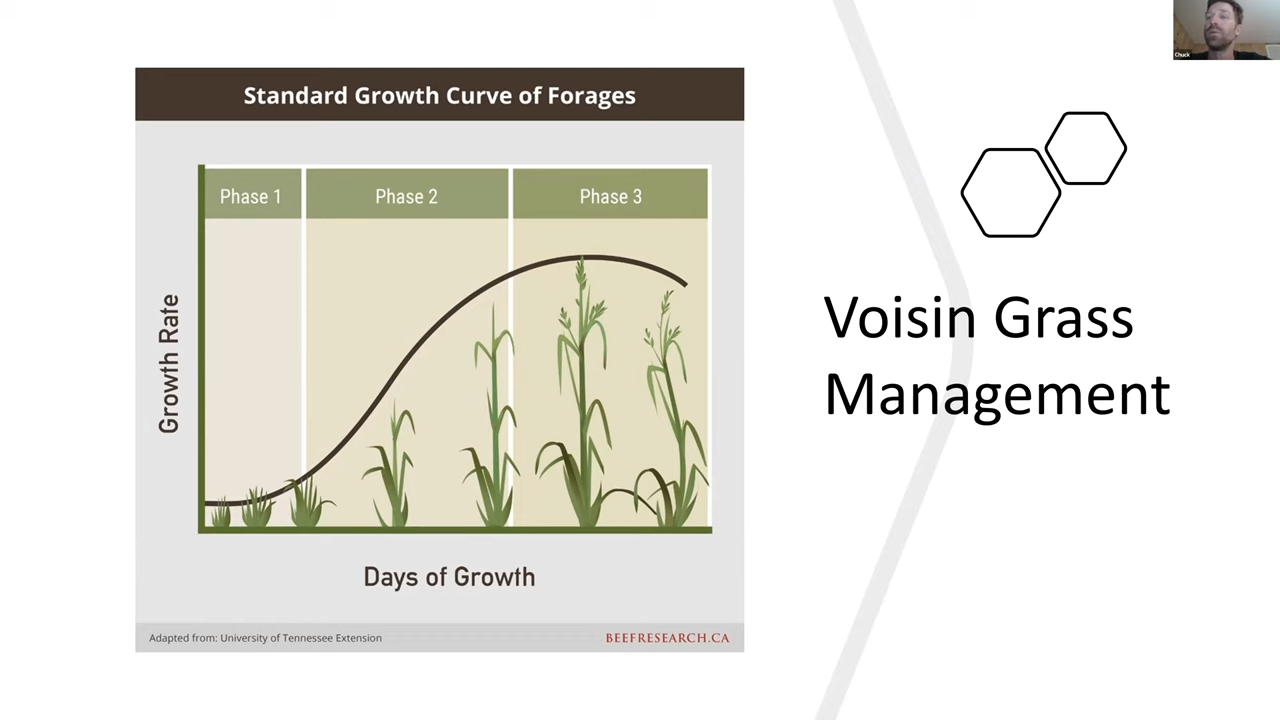 Chuck
Standard Growth Curve of Forages
Phase 1
Phase 2
Phase 3
Growth Rate
Days of Growth
Adapted from: University of Tennessee Extension
BEEFRESEARCH.CA
Voisin Grass
Management